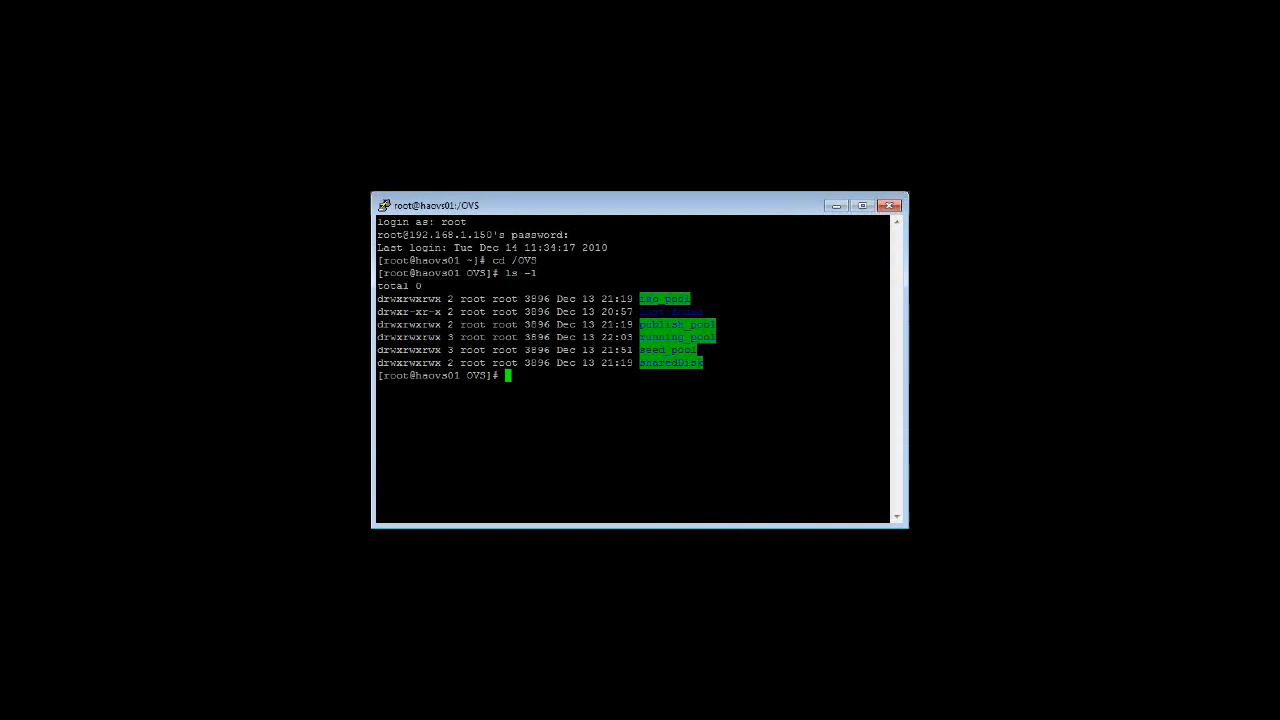 root@haovs01:/OVS
login as: root
root@192.168.1.150's password:
Last login: Tue Dec 14 11:34:17 2010
[root@haovs01 ~]# cd /OVS
[root@haovs01 OVS]# ls -l
total 0
drwxrwxrwx 2 root root 3896 Dec 13 21:19 iso_pool
drwxr-xr-x 2 root root 3896 Dec 13 20:57 lost+found
drwxrwxrwx 2 root root 3896 Dec 13 21:19 publish_pool
drwxrwxrwx 3 root root 3896 Dec 13 22:03 running_pool
drwxrwxrwx 3 root root 3896 Dec 13 21:51 seed_pool
drwxrwxrwx 2 root root 3896 Dec 13 21:19 sharedDisk
[root@haovs01 OVS]#